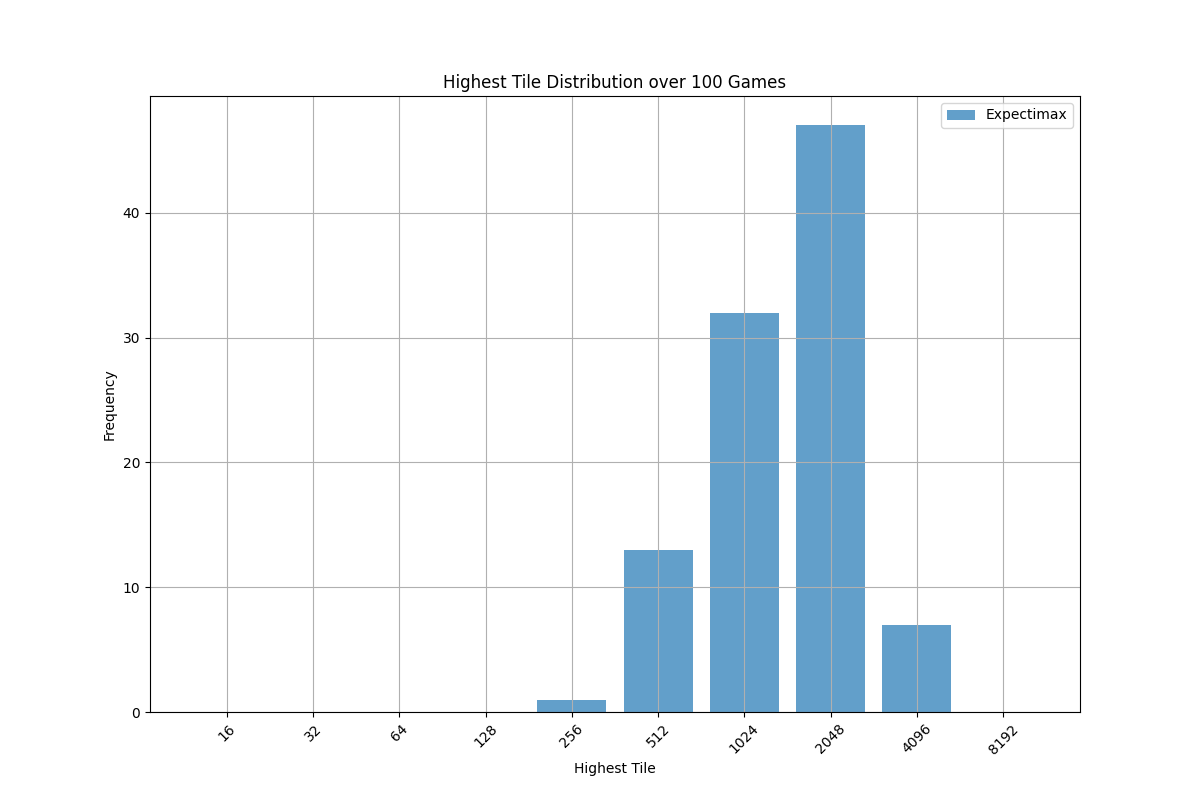 Highest Tile Distribution over 100 Games
Expectimax
Frequency
40
30
20
10
0
16 32 64 128 256 512 1024 2048 4096 8192
Highest Tile